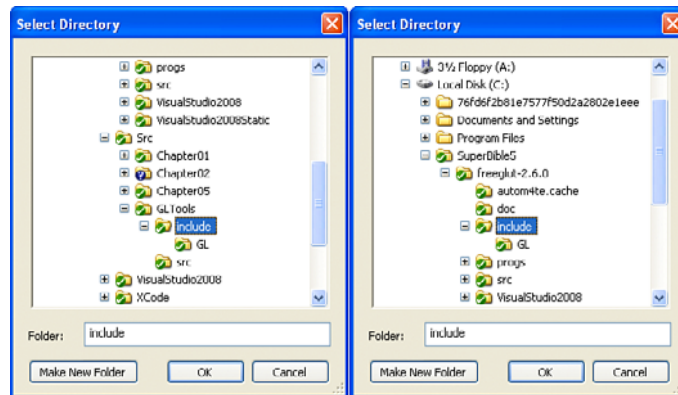 Select Directory
progs
src
VisualStudio2008
VisualStudio2008Static
Src
Chapter01
Chapter02
Chapter05
GLTools
include
GL
src
VisualStudio2008
XCode
Folder: include
Make New Folder OK Cancel
Select Directory
3½ Floppy (A:)
Local Disk (C:)
76fd6f2b81e7577f50d2a2802e1eee
Documents and Settings
Program Files
SuperBible5
freeglut-2.6.0
autom4te.cache
doc
include
GL
progs
src
VisualStudio2008
Folder: include
Make New Folder OK Cancel